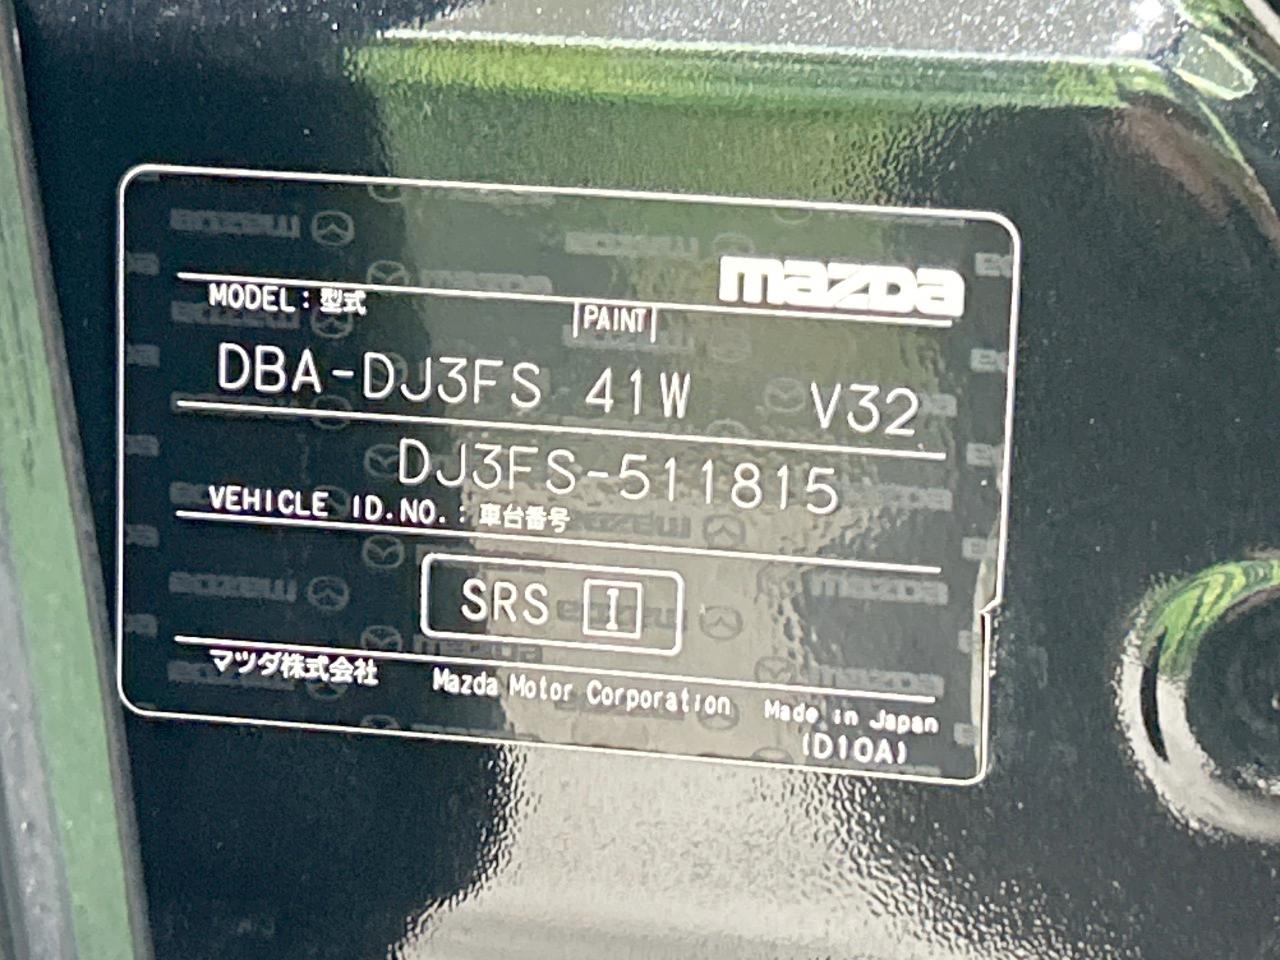 mazda
MODEL: 型式 PAINT
DBA-DJ3FS 41W V32
DJ3FS-511815
VEHICLE ID.NO.: 車台番号
SRS I
マツダ株式会社 Mazda Motor Corporation Made in Japan
(D10A)